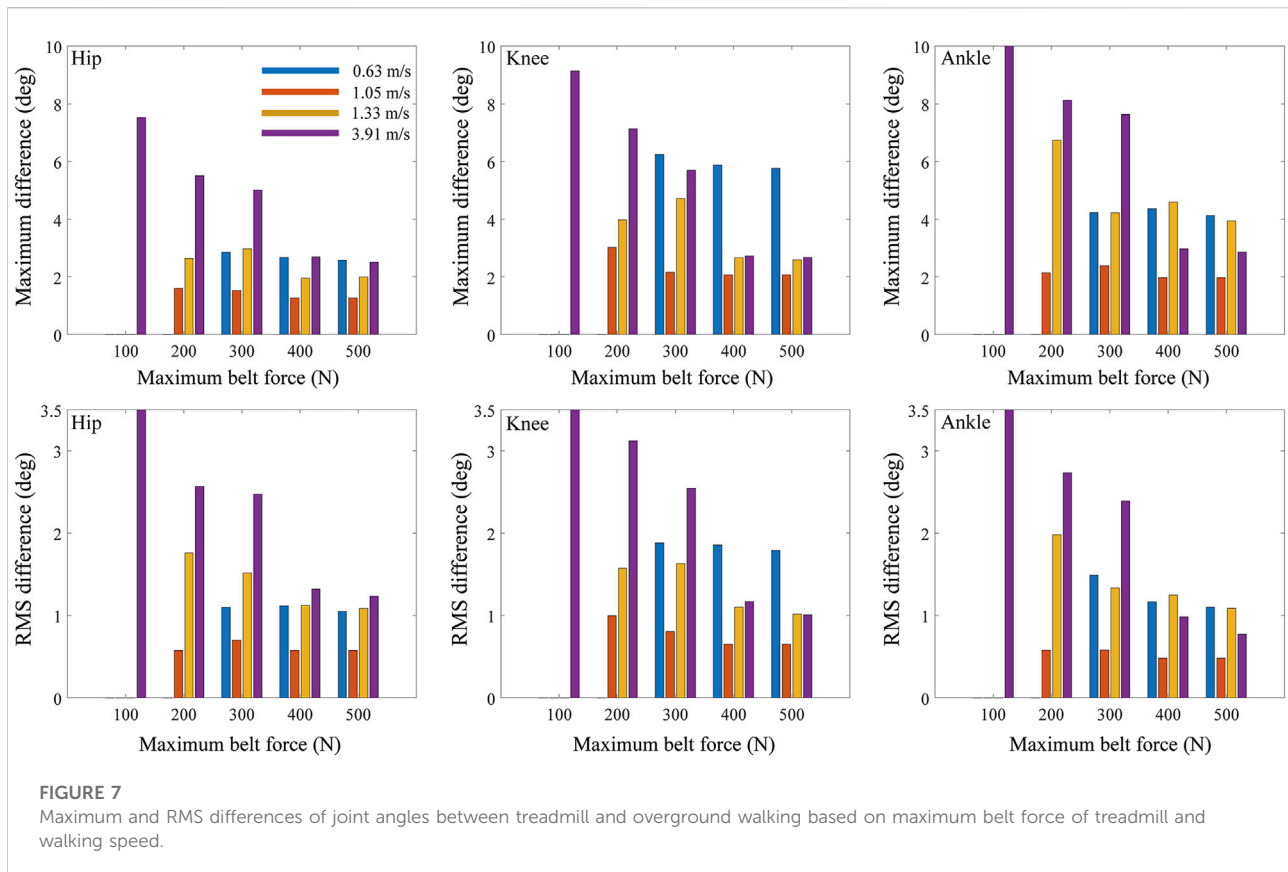 Hip
0.63 m/s
1.05 m/s
1.33 m/s
3.91 m/s
Maximum difference (deg)
10
8
6
4
2
0
100 200 300 400 500
Maximum belt force (N)
Knee
Maximum difference (deg)
10
8
6
4
2
0
100 200 300 400 500
Maximum belt force (N)
Ankle
Maximum difference (deg)
10
8
6
4
2
0
100 200 300 400 500
Maximum belt force (N)
Hip
RMS difference (deg)
3.5
3
2
1
0
100 200 300 400 500
Maximum belt force (N)
Knee
RMS difference (deg)
3.5
3
2
1
0
100 200 300 400 500
Maximum belt force (N)
Ankle
RMS difference (deg)
3.5
3
2
1
0
100 200 300 400 500
Maximum belt force (N)
FIGURE 7
Maximum and RMS differences of joint angles between treadmill and overground walking based on maximum belt force of treadmill and
walking speed.